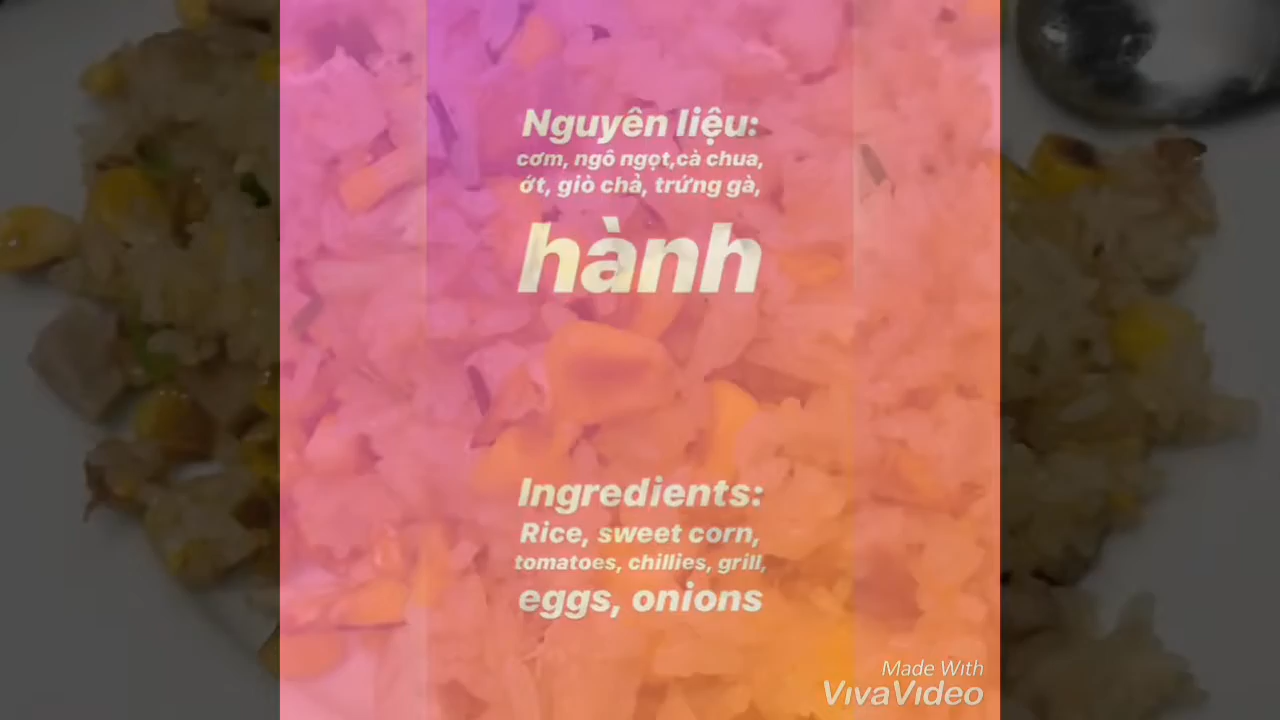 Nguyên liệu:
cơm, ngô ngọt,cà chua,
ớt, giò chả, trứng gà,
hành
Ingredients:
Rice, sweet corn,
tomatoes, chillies, grill,
eggs, onions
Made With
VivaVideo